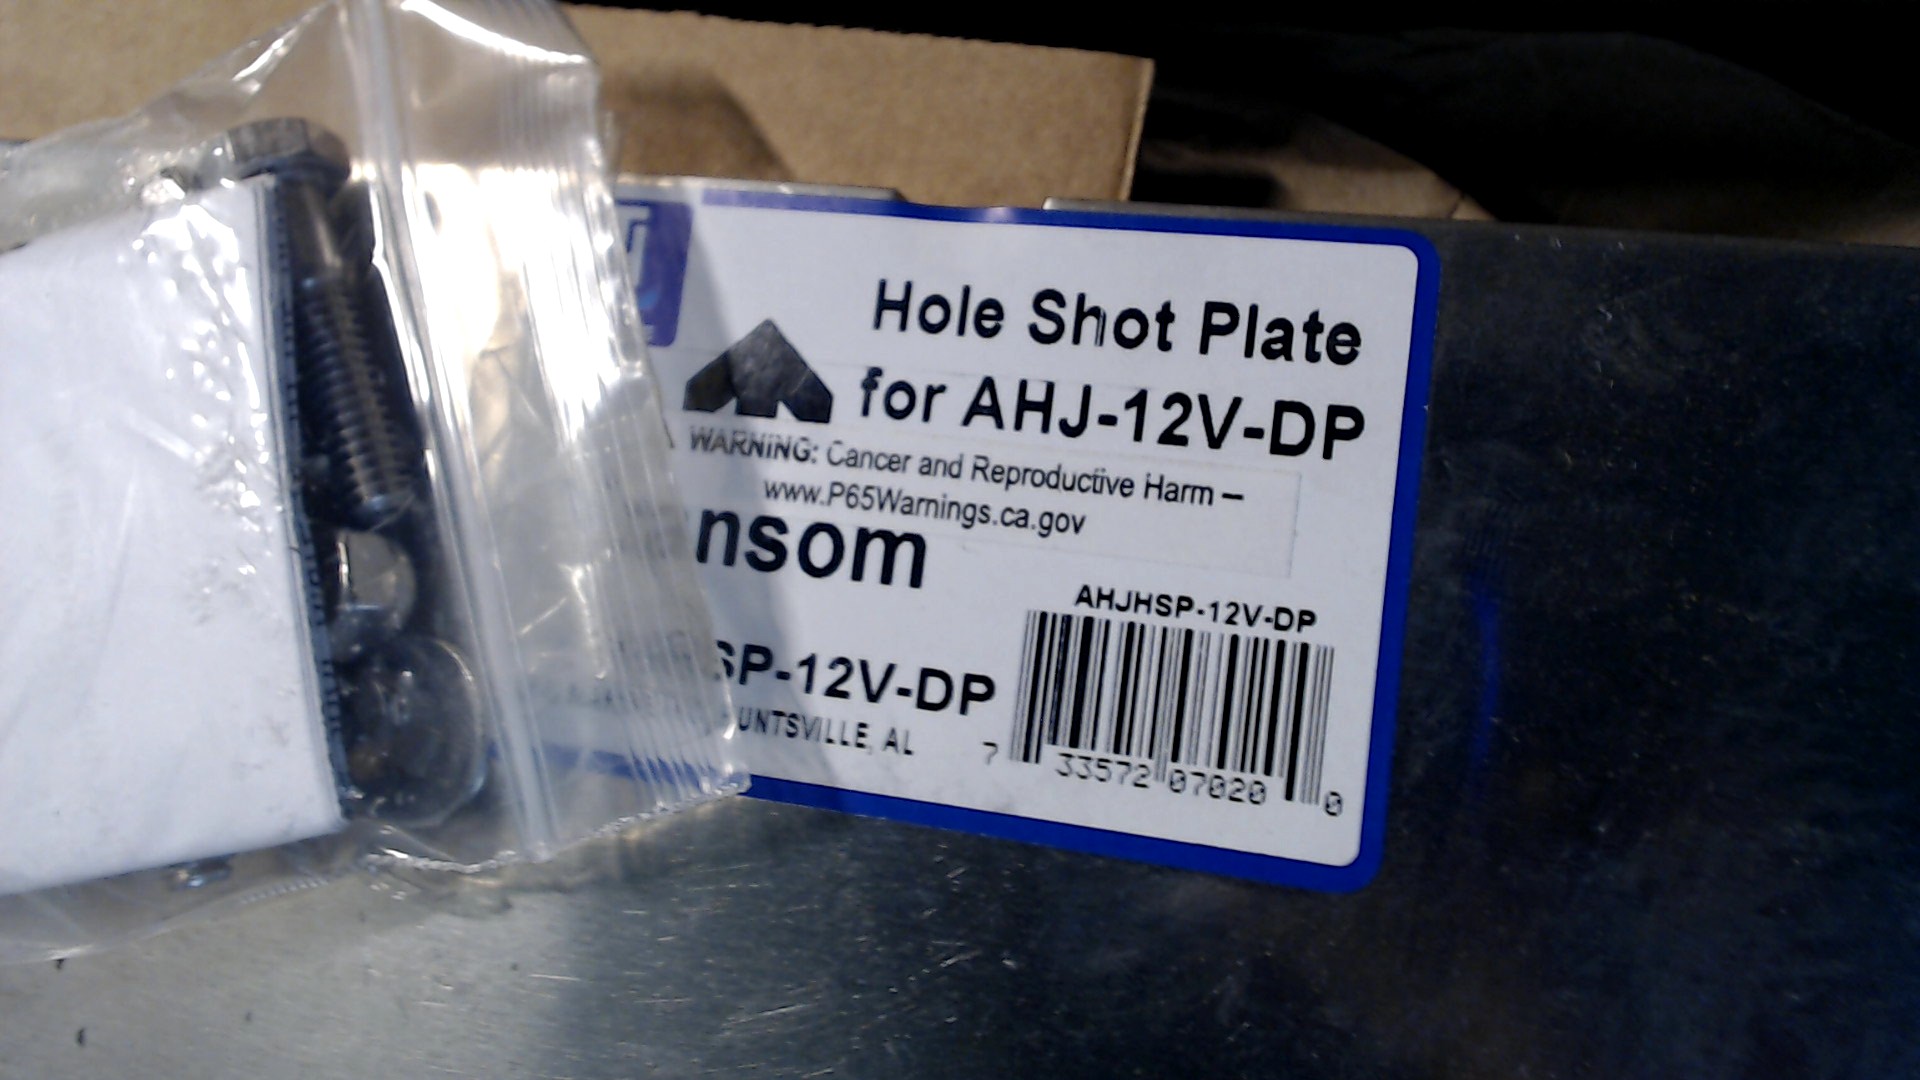 Hole Shot Plate
for AHJ-12V-DP
WARNING: Cancer and Reproductive Harm –
www.P65Warnings.ca.gov
nsom
AHJHSP-12V-DP
SP-12V-DP
UNTSVILLE, AL
7 33572 07020 0